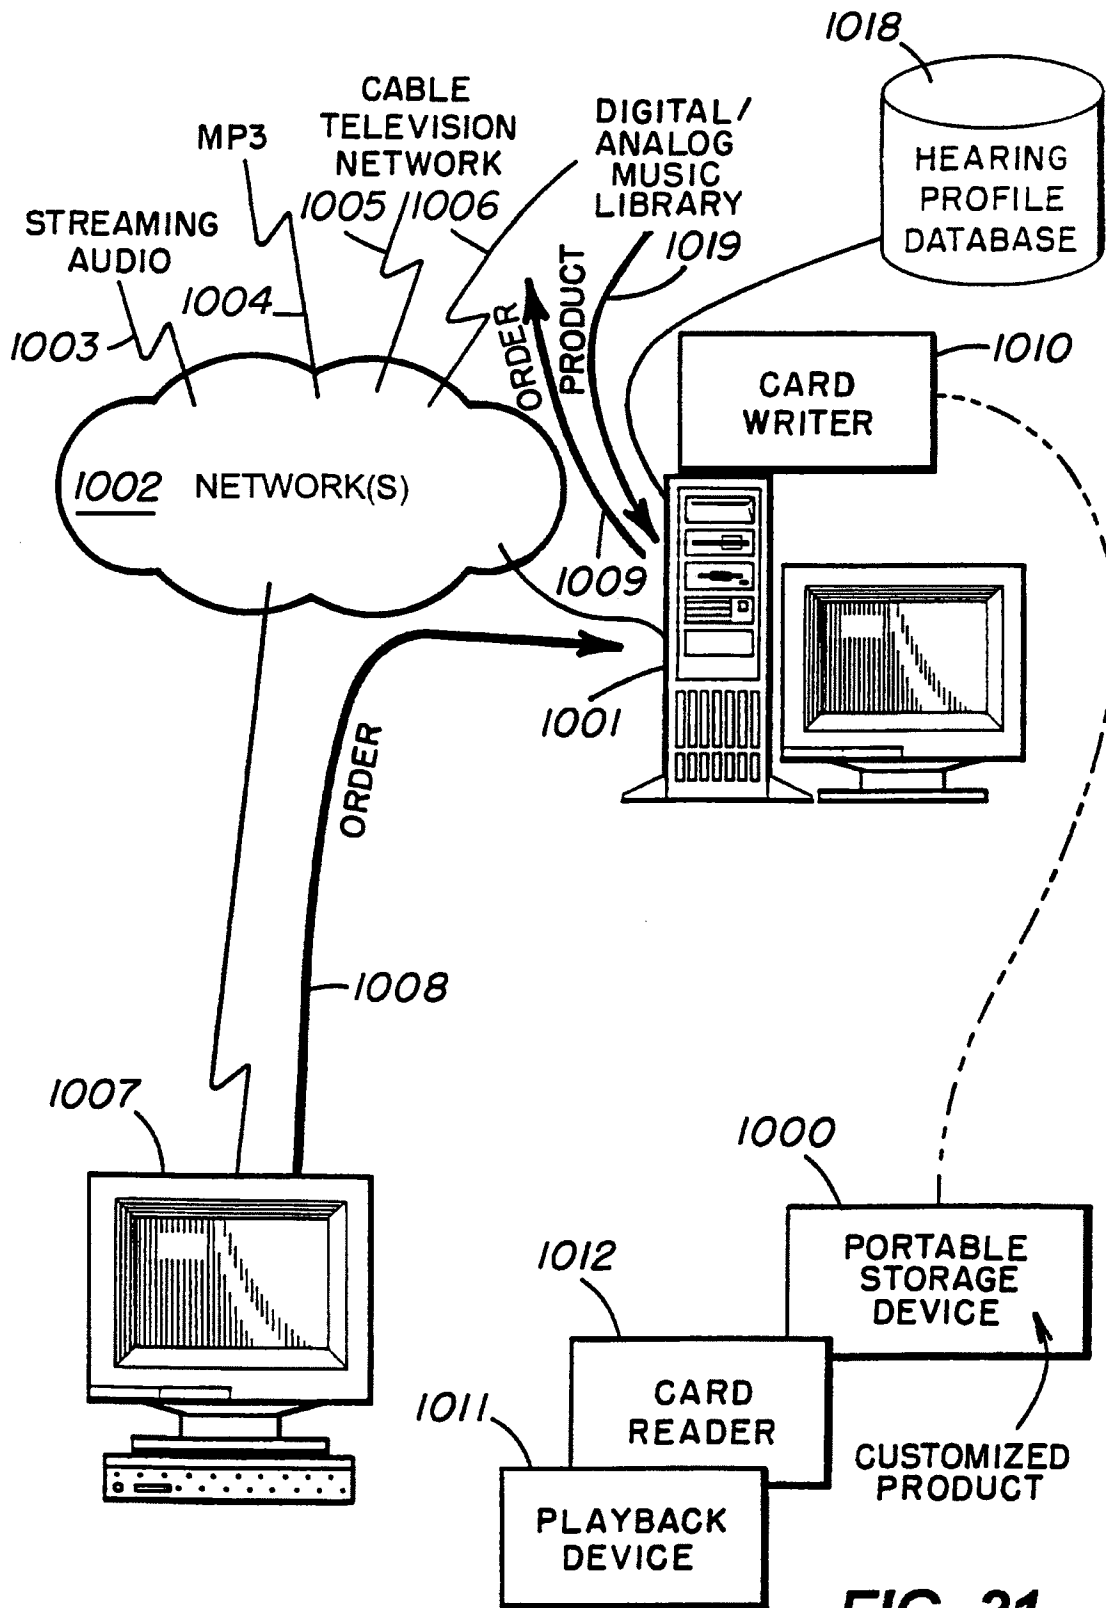 1018
CABLE
TELEVISION
NETWORK
MP3
DIGITAL/
ANALOG
MUSIC
LIBRARY
HEARING
PROFILE
DATABASE
STREAMING
AUDIO
1005
1006
1019
1004
1003
ORDER
PRODUCT
1010
CARD
WRITER
1002 NETWORK(S)
1009
1001
ORDER
1008
1007
1000
PORTABLE
STORAGE
DEVICE
1012
CARD
READER
1011
CUSTOMIZED
PRODUCT
PLAYBACK
DEVICE
FIG. 21